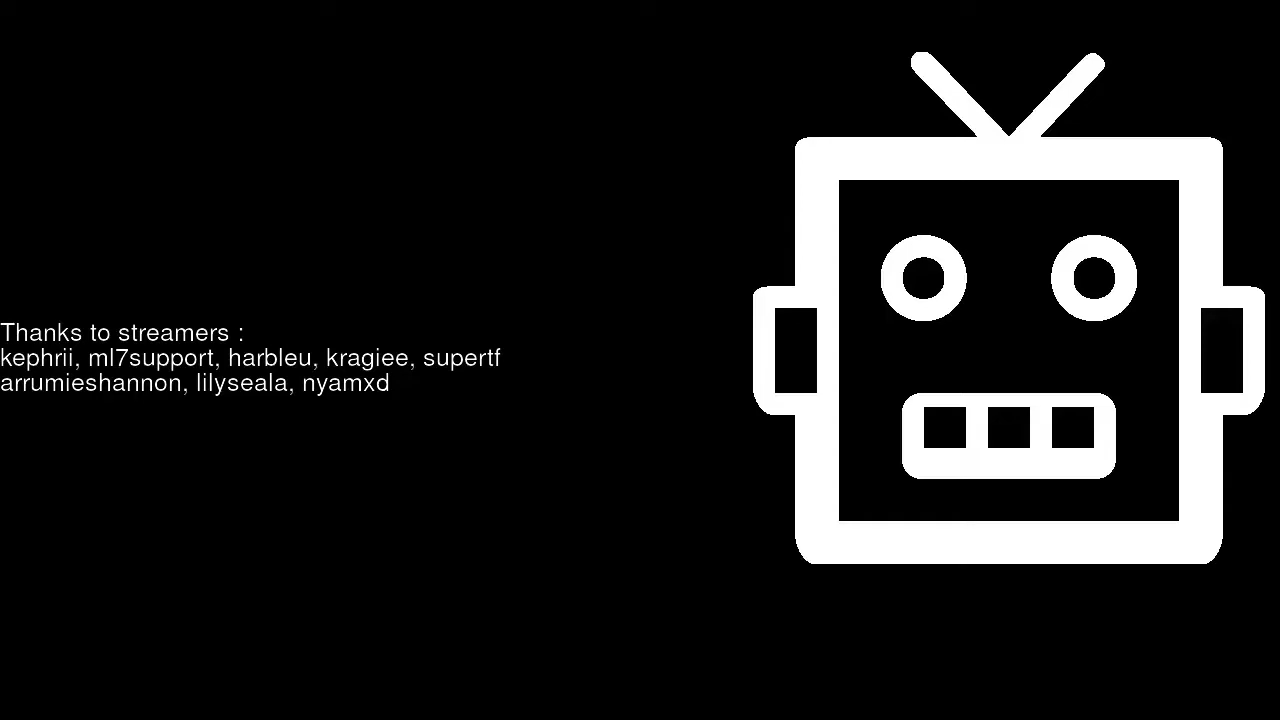 Thanks to streamers :
kephrii, ml7support, harbleu, kragiee, supertf
arrumieshannon, lilyseala, nyamxd